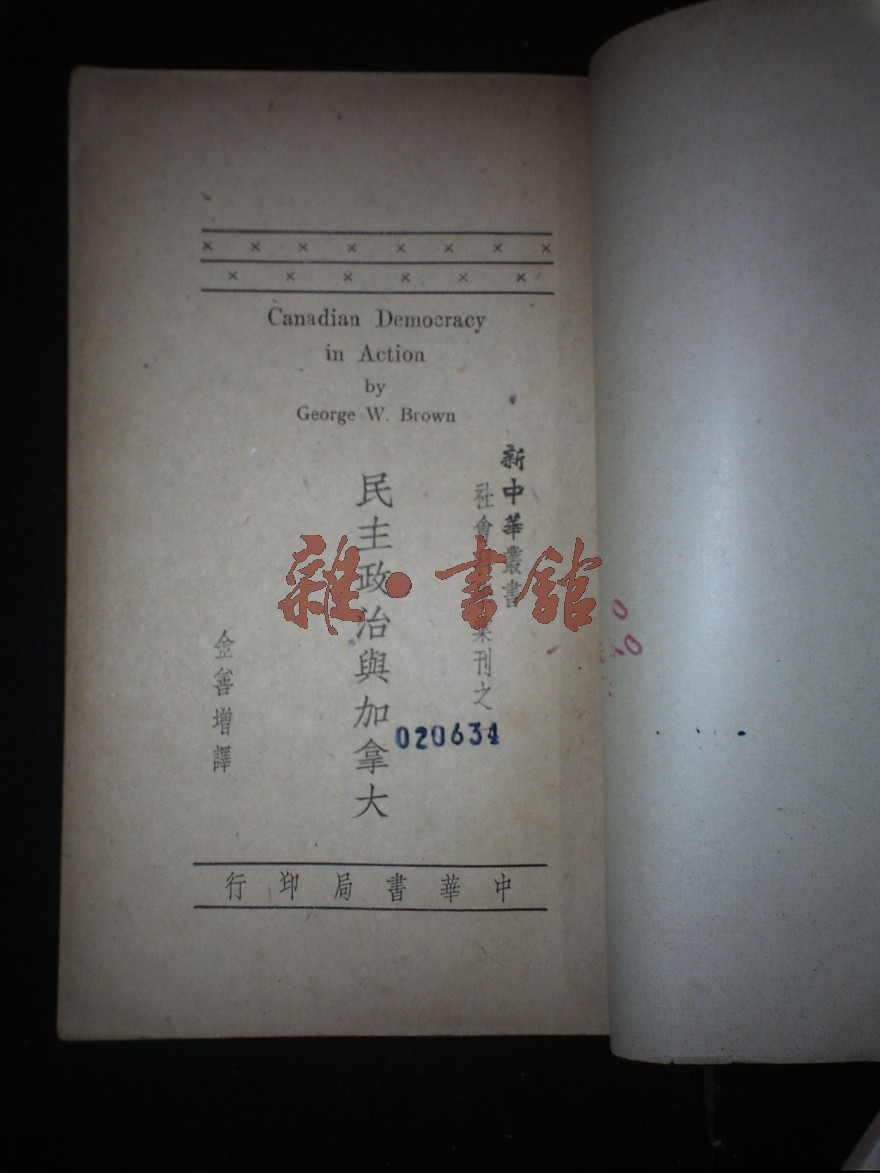 Canadian Democracy
in Action
by
George W. Brown
新中華叢書
社會 刊之
民主政治與加拿大
金善增譯
020634
中華書局印行
雜·書館